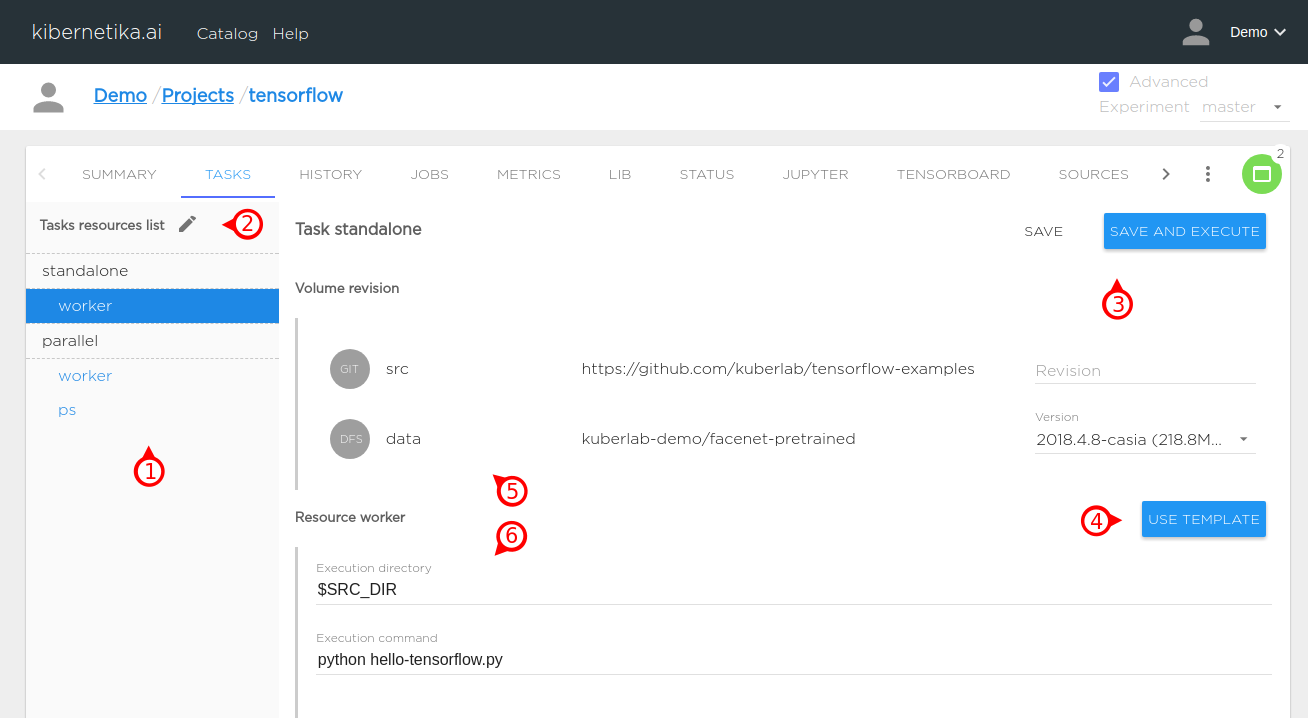 kibernetika.ai Catalog Help Demo
Demo / Projects / tensorflow
Advanced
Experiment master
2
SUMMARY TASKS HISTORY JOBS METRICS LIB STATUS JUPYTER TENSORBOARD SOURCES
Tasks resources list
2
standalone
worker
parallel
worker
ps
1
Task standalone
SAVE
SAVE AND EXECUTE
3
Volume revision
GIT src https://github.com/kuberlab/tensorflow-examples Revision
Version
DFS data kuberlab-demo/facenet-pretrained 2018.4.8-casia (218.8M...
5
Resource worker
4
USE TEMPLATE
6
Execution directory
$SRC_DIR
Execution command
python hello-tensorflow.py